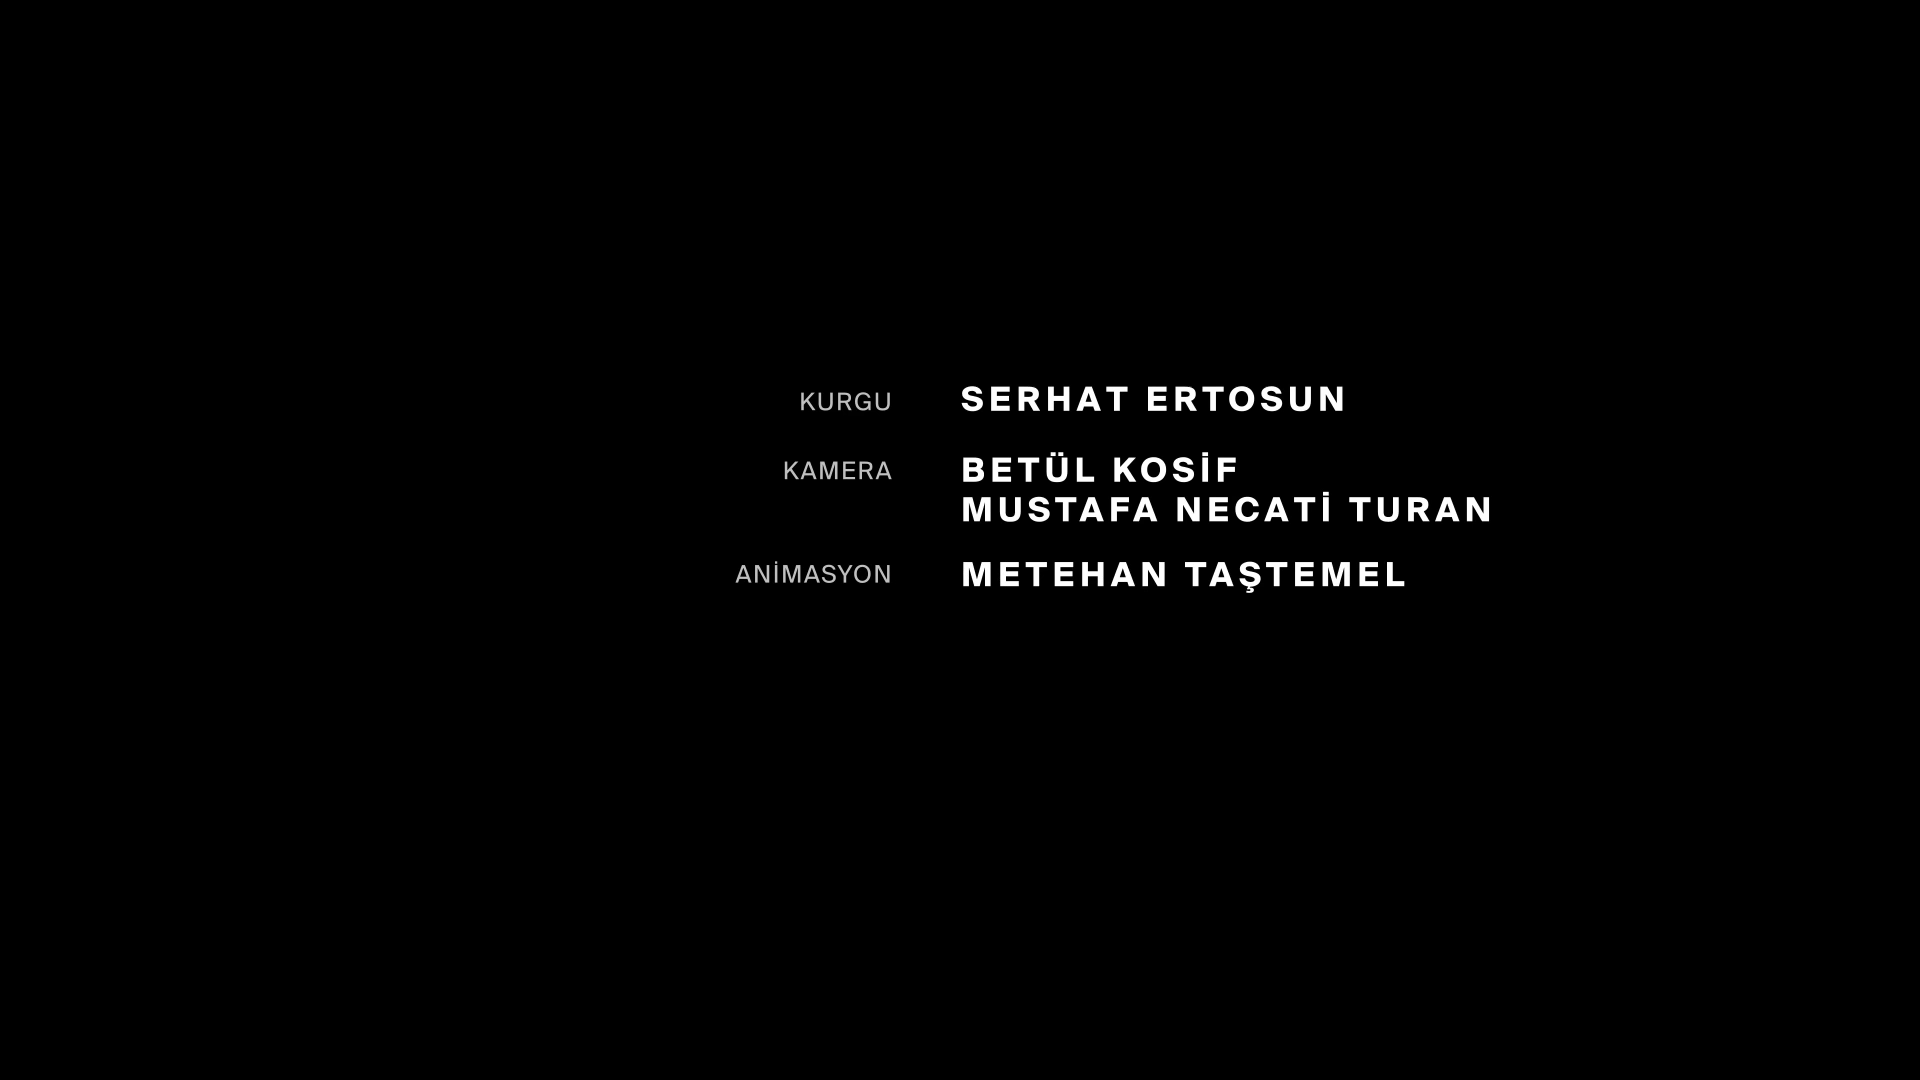 KURGU SERHAT ERTOSUN
KAMERA BETÜL KOSİF
MUSTAFA NECATİ TURAN
ANİMASYON METEHAN TAŞTEMEL